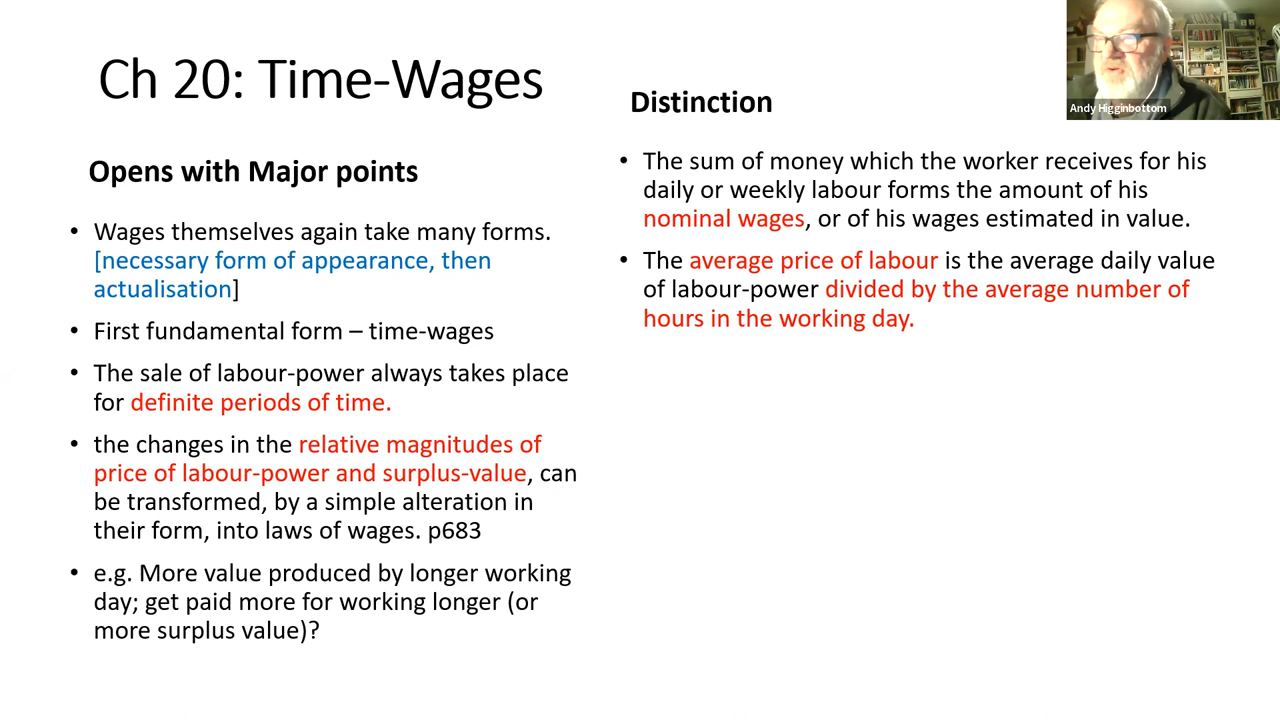 Ch 20: Time-Wages
Opens with Major points
• Wages themselves again take many forms.
[necessary form of appearance, then
actualisation]
• First fundamental form – time-wages
• The sale of labour-power always takes place
for definite periods of time.
• the changes in the relative magnitudes of
price of labour-power and surplus-value, can
be transformed, by a simple alteration in
their form, into laws of wages. p683
• e.g. More value produced by longer working
day; get paid more for working longer (or
more surplus value)?
Distinction
• The sum of money which the worker receives for his
daily or weekly labour forms the amount of his
nominal wages, or of his wages estimated in value.
• The average price of labour is the average daily value
of labour-power divided by the average number of
hours in the working day.
Andy Higginbottom